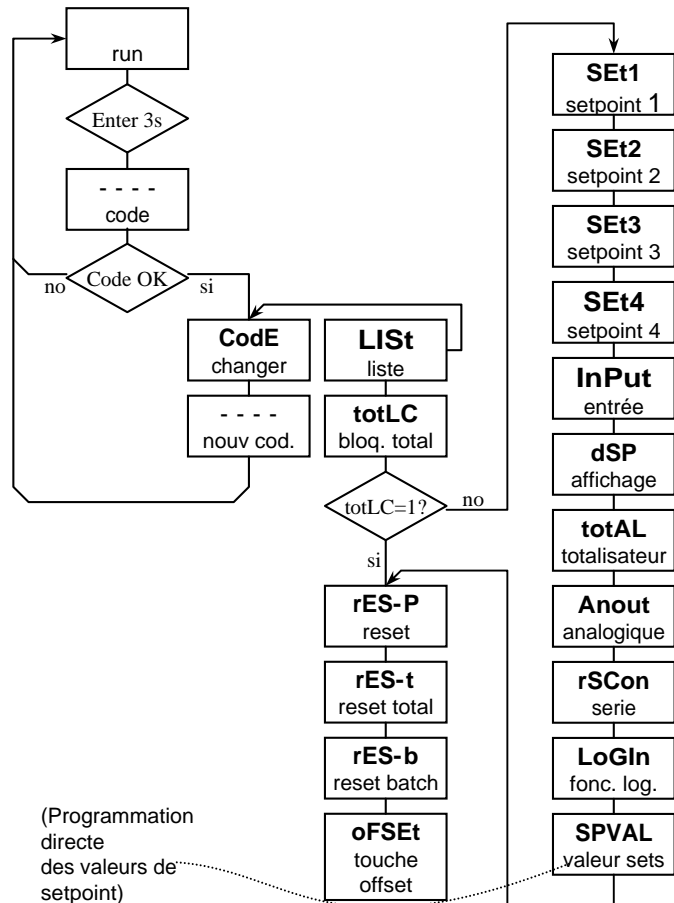 run
Enter 3s
- - - -
code
no
Code OK
si
CodE
changer
- - - -
nouv cod.
LISt
liste
totLC
bloq. total
totLC=1?
no
si
rES-P
reset
rES-t
reset total
rES-b
reset batch
oFSEt
touche
offset
(Programmation
directe
des valeurs de
setpoint)
SEt1
setpoint 1
SEt2
setpoint 2
SEt3
setpoint 3
SEt4
setpoint 4
InPut
entrée
dSP
affichage
totAL
totalisateur
Anout
analogique
rSCon
serie
LoGIn
fonc. log.
SPVAL
valeur sets